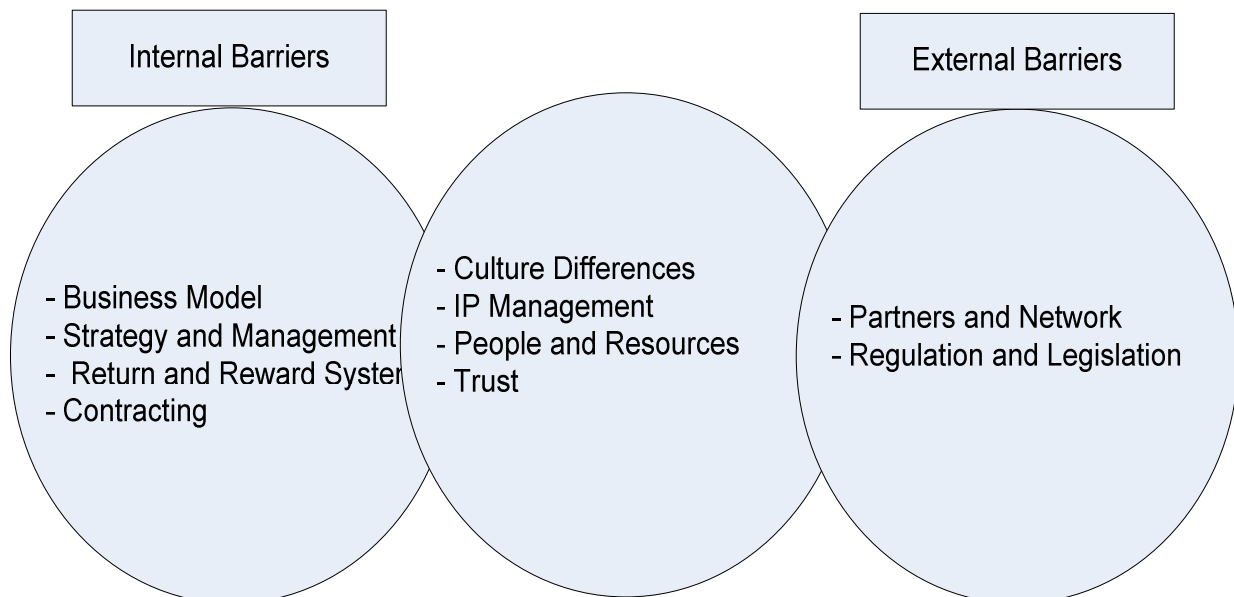 Internal Barriers
External Barriers
- Business Model
- Strategy and Management
- Return and Reward System
- Contracting
- Culture Differences
- IP Management
- People and Resources
- Trust
- Partners and Network
- Regulation and Legislation